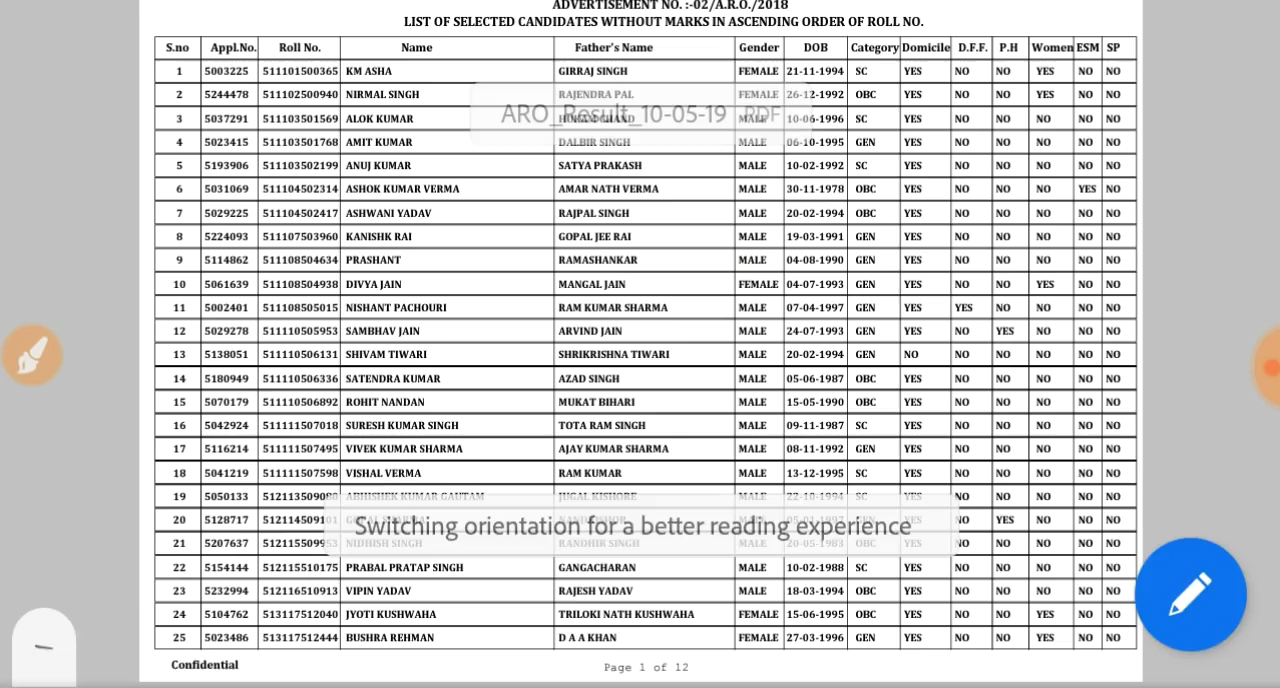 ADVERTISEMENT NO. :-02/A.R.O./2018
LIST OF SELECTED CANDIDATES WITHOUT MARKS IN ASCENDING ORDER OF ROLL NO.
S.no Appl.No. Roll No. Name Father's Name Gender DOB Category Domicile D.F.F. P.H Women ESM SP
1 5003225 511101500365 KM ASHA GIRRAJ SINGH FEMALE 21-11-1994 SC YES NO NO YES NO NO
2 5244478 511102500940 NIRMAL SINGH RAJENDRA PAL FEMALE 26-12-1992 OBC YES NO NO YES NO NO
ARO_Result_10-05-19 PDF
3 5037291 511103501569 ALOK KUMAR MALE 10-06-1996 SC YES NO NO NO NO NO
4 5023415 511103501768 AMIT KUMAR DALBIR SINGH MALE 06-10-1995 GEN YES NO NO NO NO NO
5 5193906 511103502199 ANUJ KUMAR SATYA PRAKASH MALE 10-02-1992 SC YES NO NO NO NO NO
6 5031069 511104502314 ASHOK KUMAR VERMA AMAR NATH VERMA MALE 30-11-1978 OBC YES NO NO NO YES NO
7 5029225 511104502417 ASHWANI YADAV RAJPAL SINGH MALE 20-02-1994 OBC YES NO NO NO NO NO
8 5224093 511107503960 KANISHK RAI GOPAL JEE RAI MALE 19-03-1991 GEN YES NO NO NO NO NO
9 5114862 511108504634 PRASHANT RAMASHANKAR MALE 04-08-1990 GEN YES NO NO NO NO NO
10 5061639 511108504938 DIVYA JAIN MANGAL JAIN FEMALE 04-07-1993 GEN YES NO NO YES NO NO
11 5002401 511108505015 NISHANT PACHOURI RAM KUMAR SHARMA MALE 07-04-1997 GEN YES YES NO NO NO NO
12 5029278 511110505953 SAMBHAV JAIN ARVIND JAIN MALE 24-07-1993 GEN YES NO YES NO NO NO
13 5138051 511110506131 SHIVAM TIWARI SHRIKRISHNA TIWARI MALE 20-02-1994 GEN NO NO NO NO NO NO
14 5180949 511110506336 SATENDRA KUMAR AZAD SINGH MALE 05-06-1987 OBC YES NO NO NO NO NO
15 5070179 511110506892 ROHIT NANDAN MUKAT BIHARI MALE 15-05-1990 OBC YES NO NO NO NO NO
16 5042924 511111507018 SURESH KUMAR SINGH TOTA RAM SINGH MALE 09-11-1987 SC YES NO NO NO NO NO
17 5116214 511111507495 VIVEK KUMAR SHARMA AJAY KUMAR SHARMA MALE 08-11-1992 GEN YES NO NO NO NO NO
18 5041219 511111507598 VISHAL VERMA RAM KUMAR MALE 13-12-1995 SC YES NO NO NO NO NO
19 5050133 ABHISHEK KUMAR GAUTAM JUGAL KISHORE MALE 22-10-1994 SC YES NO NO NO NO NO
20 5128717 NO YES NO NO NO
Switching orientation for a better reading experience
21 5207637 NIDHISH SINGH RANDHIR SINGH MALE 20-05-1983 OBC YES NO NO NO NO NO
22 5154144 512115510175 PRABAL PRATAP SINGH GANGACHARAN MALE 10-02-1988 SC YES NO NO NO NO NO
23 5232994 512116510913 VIPIN YADAV RAJESH YADAV MALE 18-03-1994 OBC YES NO NO NO NO NO
24 5104762 513117512040 JYOTI KUSHWAHA TRILOKI NATH KUSHWAHA FEMALE 15-06-1995 OBC YES NO NO YES NO NO
25 5023486 513117512444 BUSHRA REHMAN D A A KHAN FEMALE 27-03-1996 GEN YES NO NO YES NO NO
Confidential Page 1 of 12